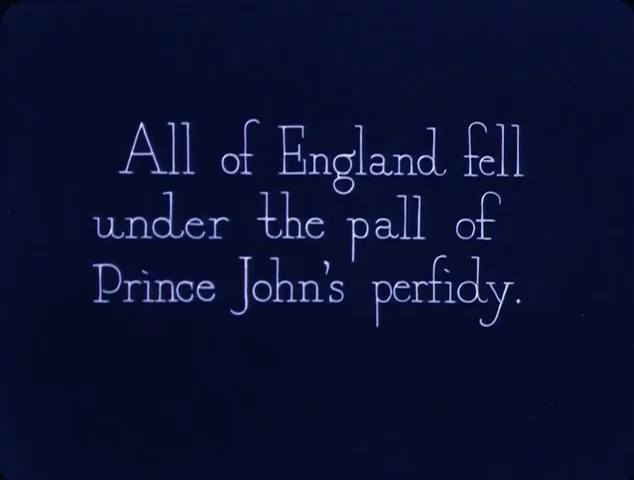 All of England fell
under the pall of
Prince John's perfidy.